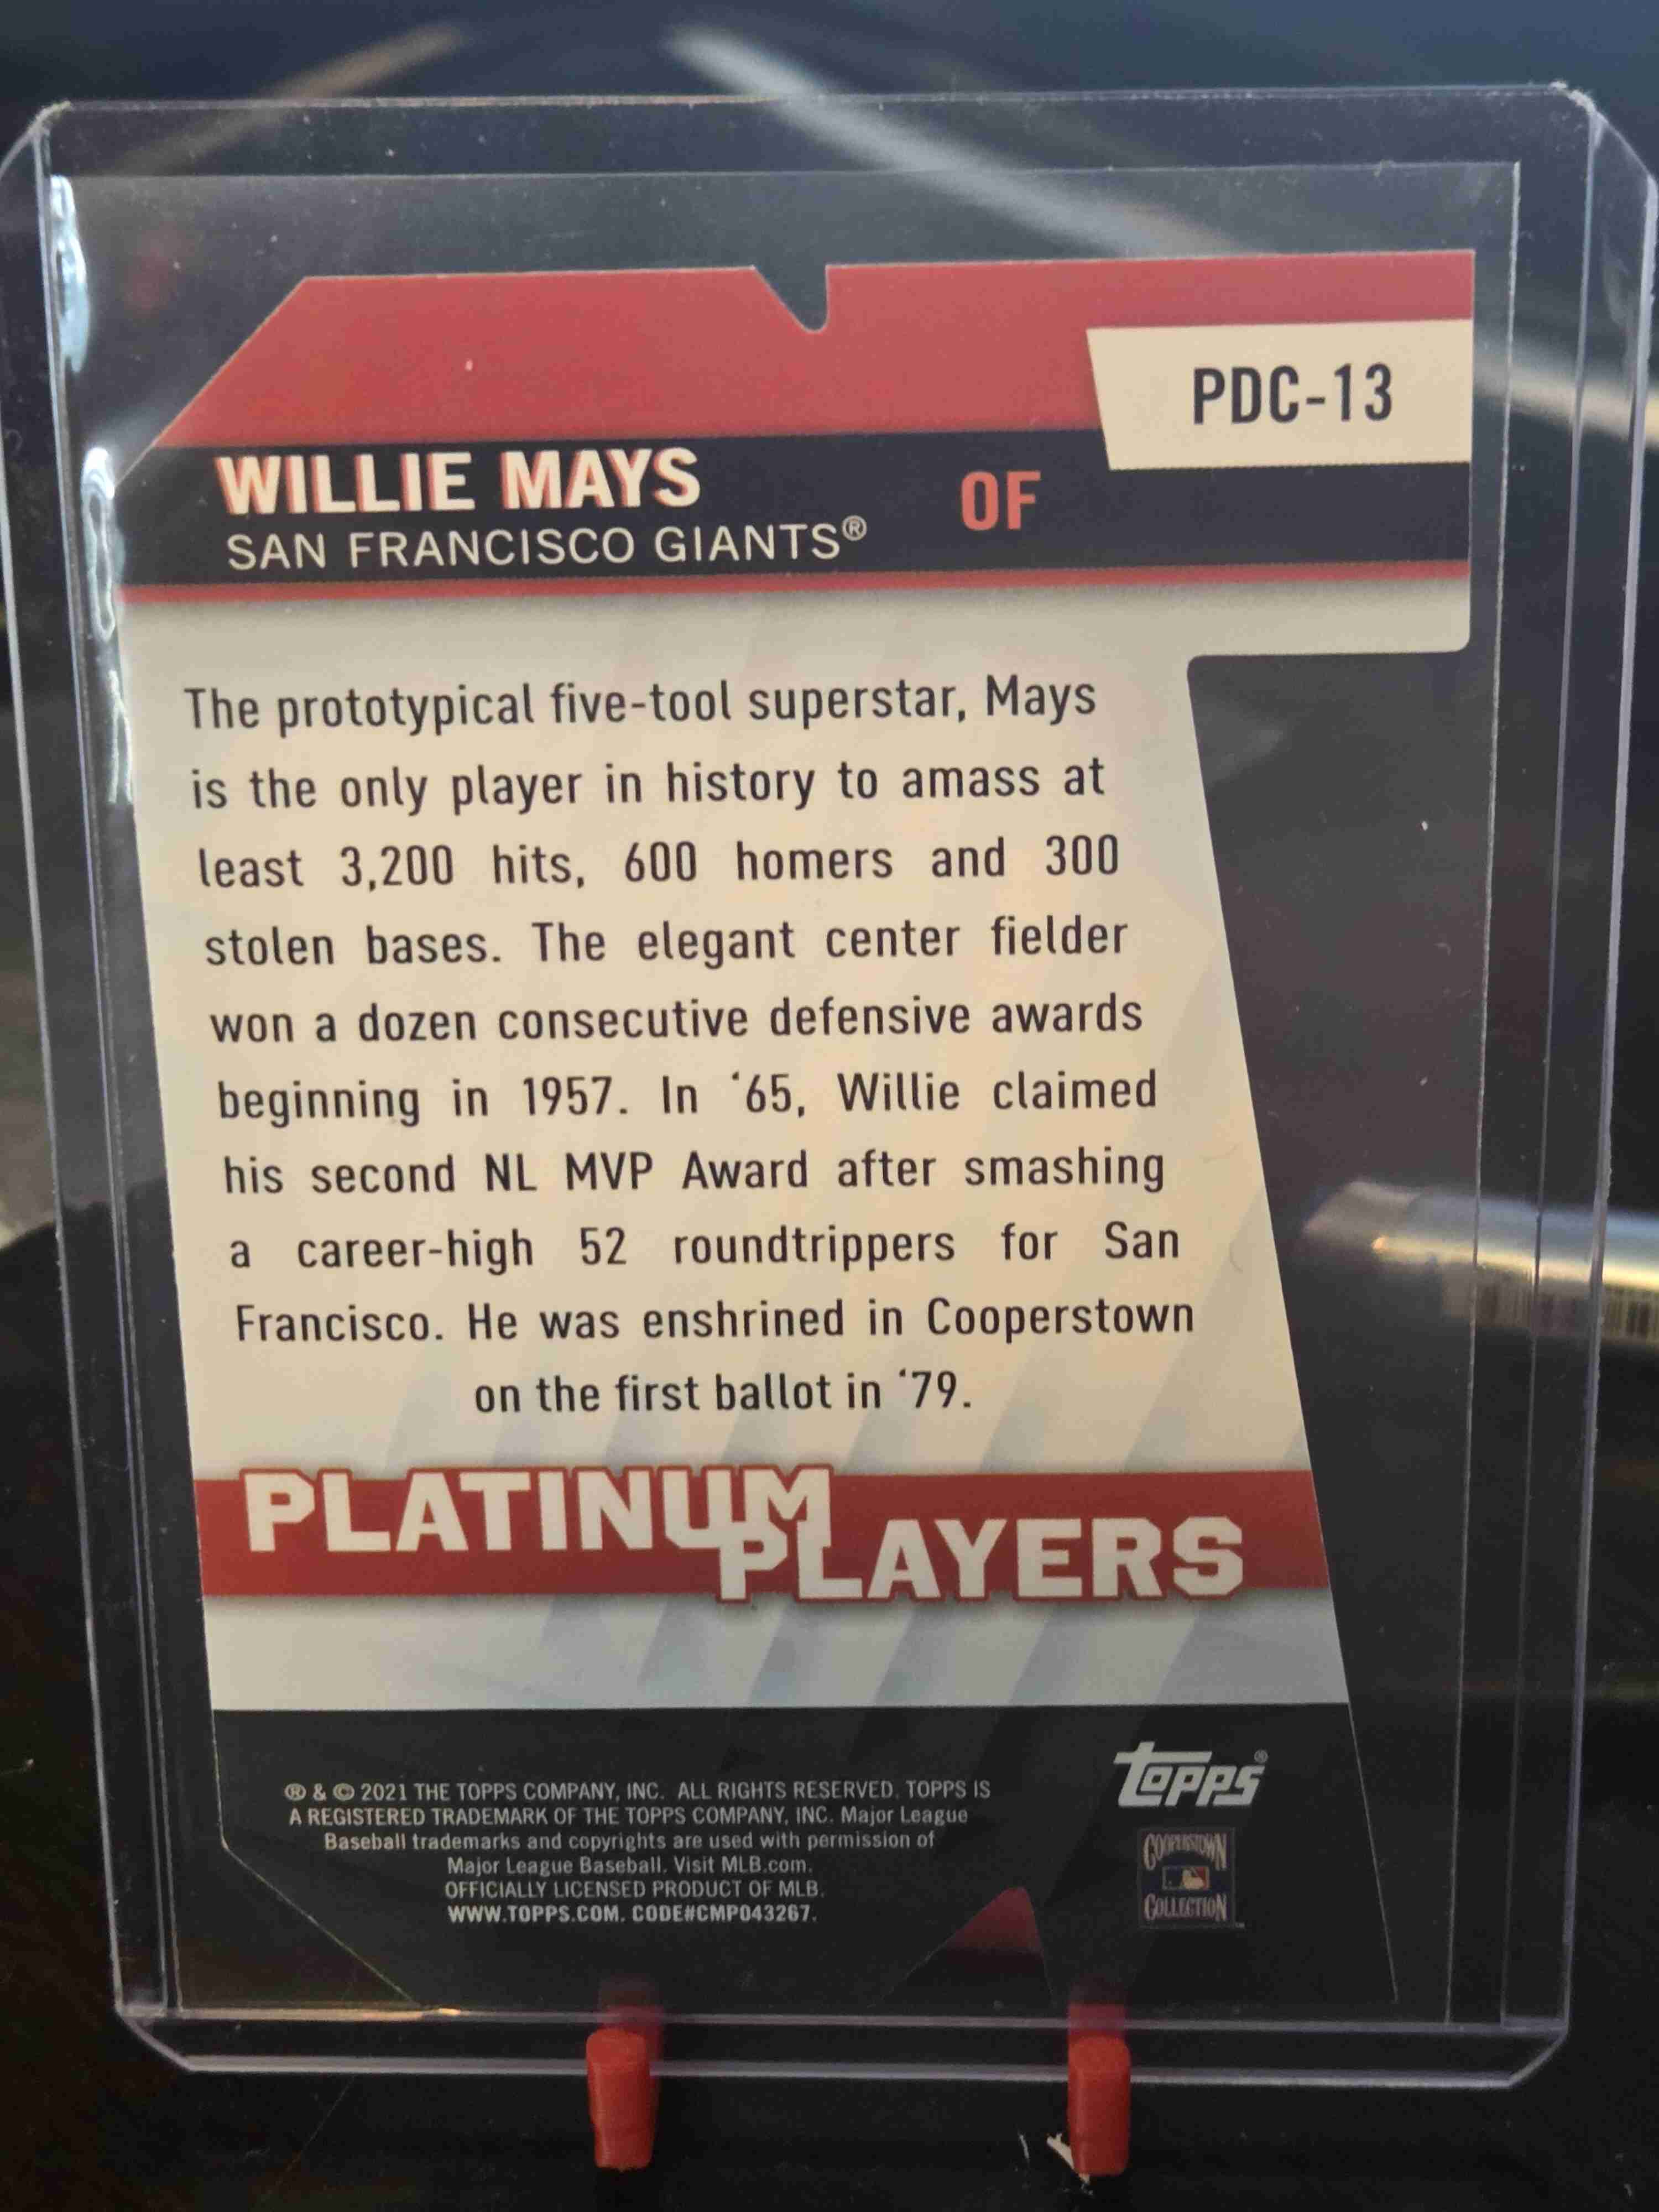 PDC-13
WILLIE MAYS OF
SAN FRANCISCO GIANTS®
The prototypical five-tool superstar, Mays
is the only player in history to amass at
least 3,200 hits, 600 homers and 300
stolen bases. The elegant center fielder
won a dozen consecutive defensive awards
beginning in 1957. In ‘65, Willie claimed
his second NL MVP Award after smashing
a career-high 52 roundtrippers for San
Francisco. He was enshrined in Cooperstown
on the first ballot in ‘79.
PLATINUM
PLAYERS
® & © 2021 THE TOPPS COMPANY, INC. ALL RIGHTS RESERVED. TOPPS IS
A REGISTERED TRADEMARK OF THE TOPPS COMPANY, INC. Major League
Baseball trademarks and copyrights are used with permission of
Major League Baseball. Visit MLB.com.
OFFICIALLY LICENSED PRODUCT OF MLB.
WWW.TOPPS.COM. CODE#CMP043267.
topps®
COOPERSTOWN
COLLECTION